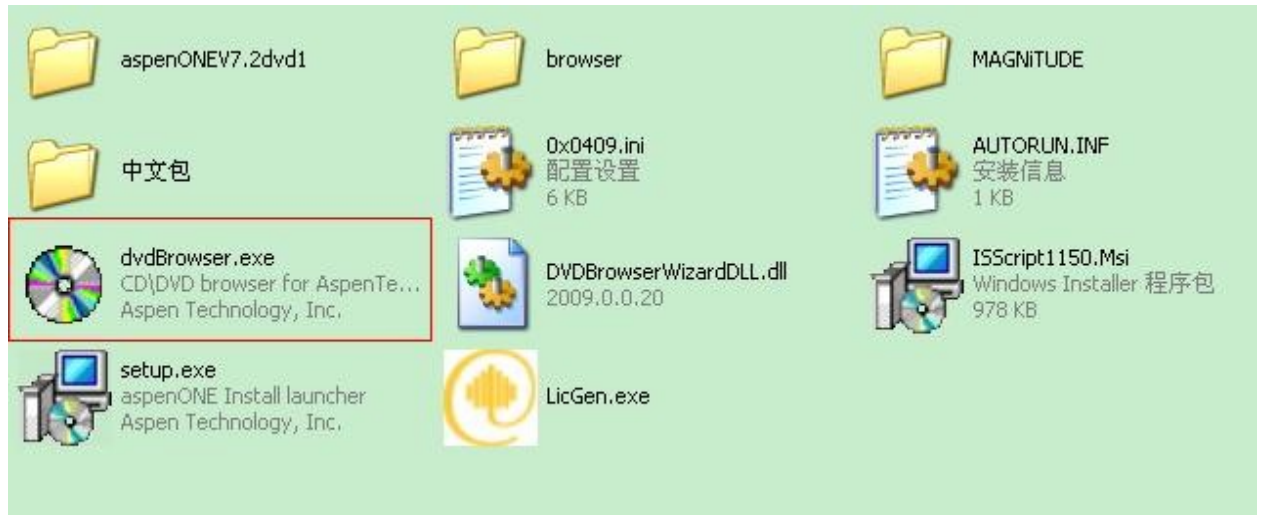 aspenONEV7.2dvd1
browser
MAGNiTUDE
中文包
0x0409.ini
配置设置
6 KB
AUTORUN.INF
安装信息
1 KB
dvdBrowser.exe
CD\DVD browser for AspenTe...
Aspen Technology, Inc.
DVDBrowserWizardDLL.dll
2009.0.0.20
ISScript1150.Msi
Windows Installer 程序包
978 KB
setup.exe
aspenONE Install launcher
Aspen Technology, Inc.
LicGen.exe